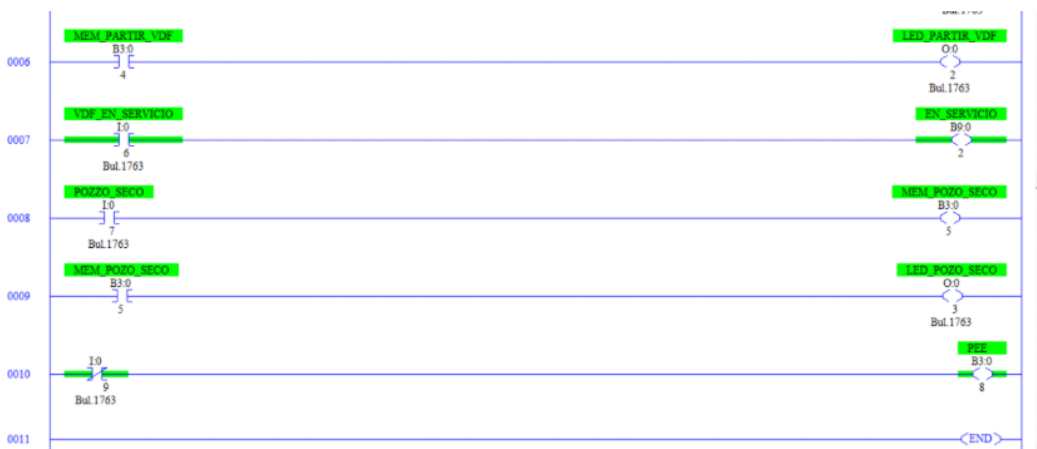 MEM_PARTIR_VDF LED_PARTIR_VDF
B3:0 O:0
0006
4 2
Bul.1763
VDF_EN_SERVICIO EN_SERVICIO
I:0 B9:0
0007
6 2
Bul.1763
POZZO_SECO MEM_POZO_SECO
I:0 B3:0
0008
7 5
Bul.1763
MEM_POZO_SECO LED_POZO_SECO
B3:0 O:0
0009
5 3
Bul.1763
PEE
I:0 B3:0
0010
9 8
Bul.1763
0011 END